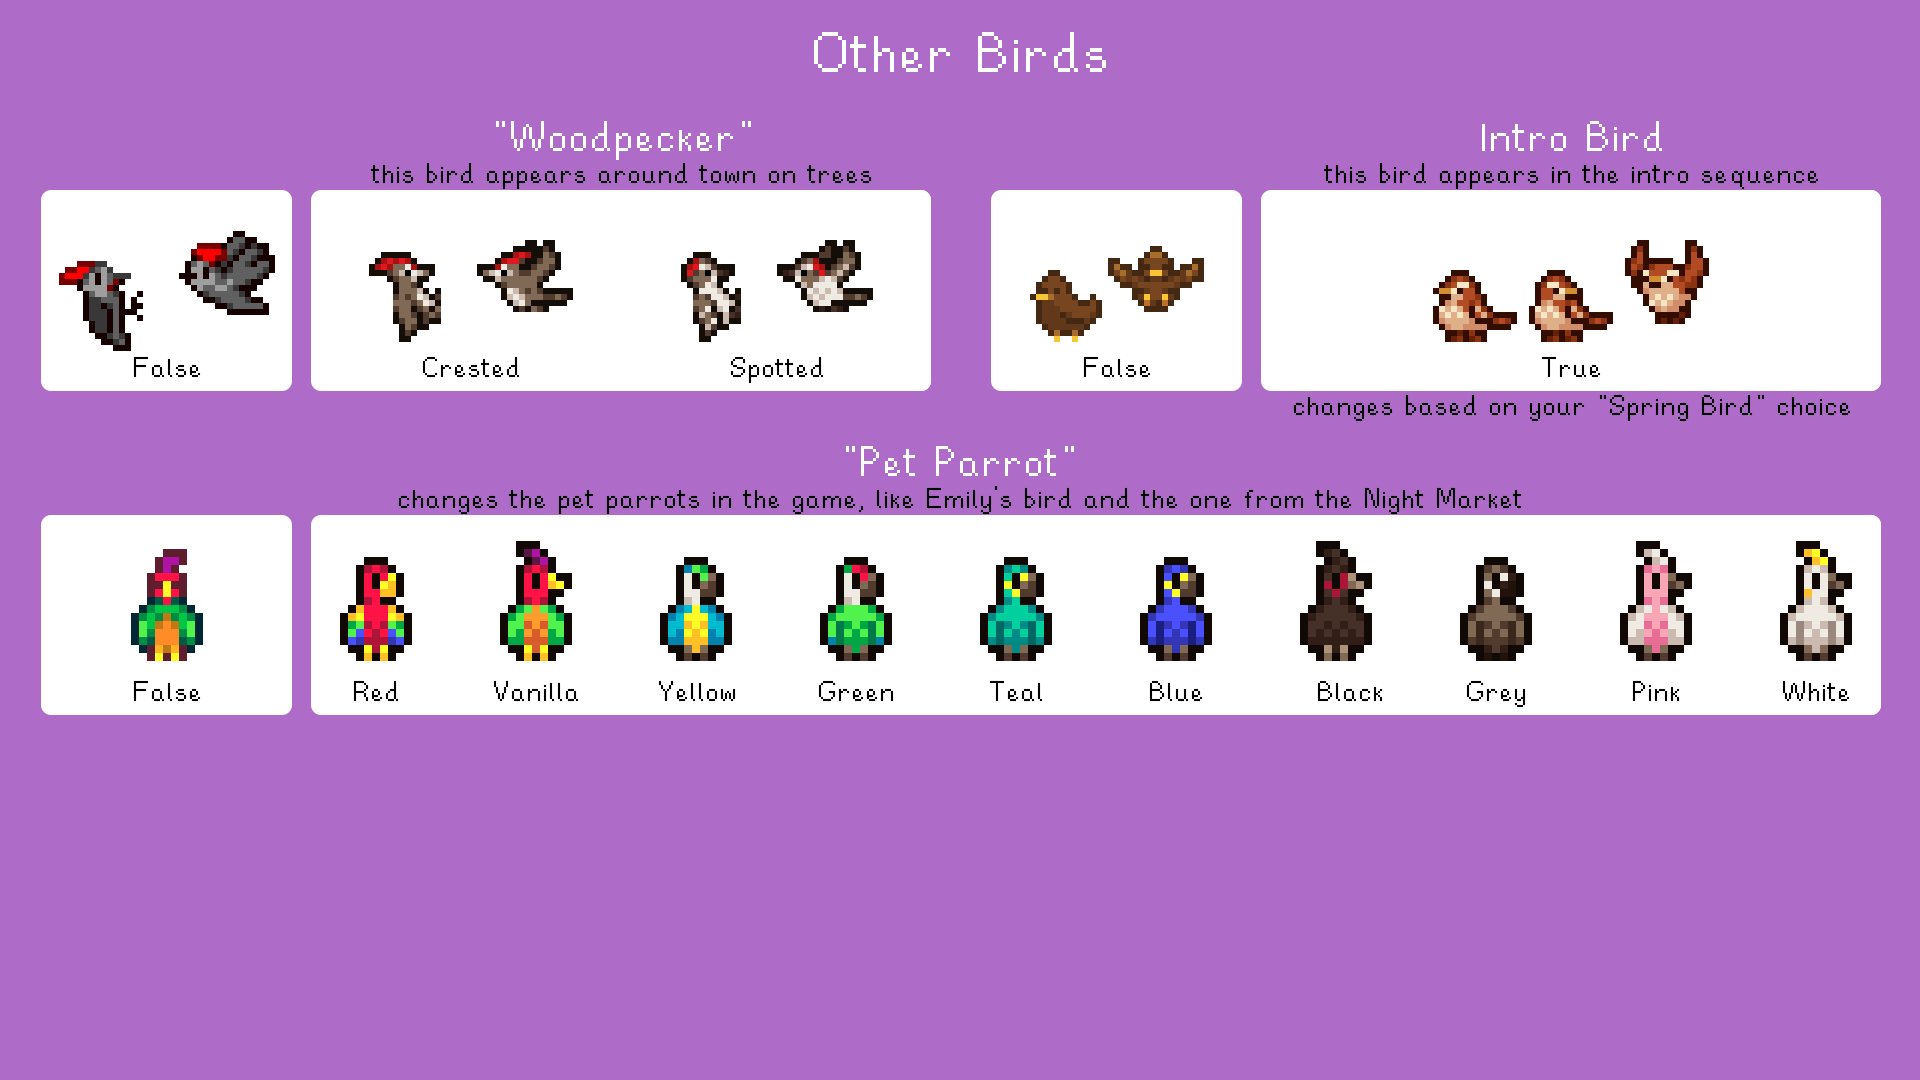 Other Birds
"Woodpecker"
this bird appears around town on trees
False
Crested
Spotted
Intro Bird
this bird appears in the intro sequence
False
True
changes based on your "Spring Bird" choice
"Pet Parrot"
changes the pet parrots in the game, like Emily's bird and the one from the Night Market
False
Red
Vanilla
Yellow
Green
Teal
Blue
Black
Grey
Pink
White